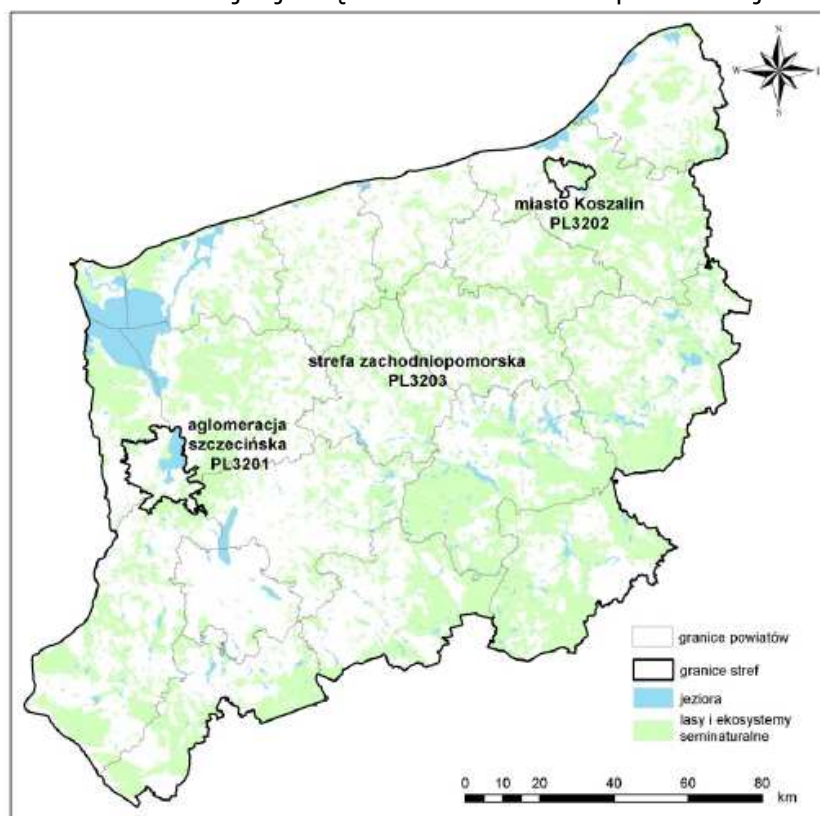 N
W
E
S
miasto Koszalin
PL3202
strefa zachodniopomorska
PL3203
aglomeracja
szczecińska
PL3201
granice powiatów
granice stref
jeziora
lasy i ekosystemy
seminaturalne
0 10 20 40 60 80
km